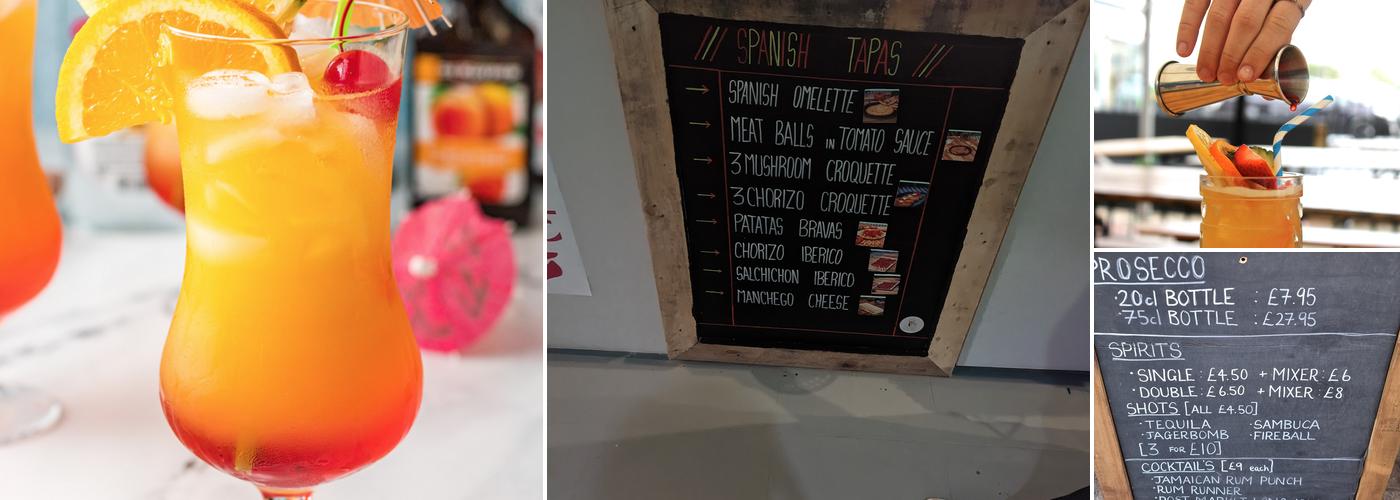 /// SPANISH TAPAS ///
→ SPANISH OMELETTE
→ MEAT BALLS IN TOMATO SAUCE
→ 3 MUSHROOM CROQUETTE
→ 3 CHORIZO CROQUETTE
→ PATATAS BRAVAS
→ CHORIZO IBERICO
→ SALCHICHON IBERICO
→ MANCHEGO CHEESE
PROSECCO
·20cl BOTTLE : £7.95
·75cl BOTTLE : £27.95
SPIRITS
·SINGLE : £4.50 + MIXER : £6
·DOUBLE : £6.50 + MIXER : £8
SHOTS [ALL £4.50]
·TEQUILA ·SAMBUCA
·JAGERBOMB ·FIREBALL
[3 FOR £10]
COCKTAIL'S [£9 each]
·JAMAICAN RUM PUNCH
·RUM RUNNER